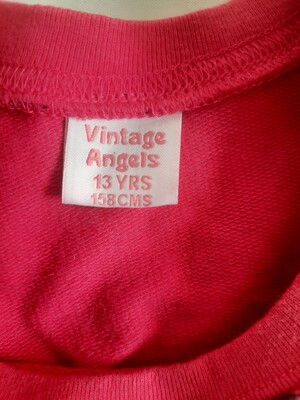 Vintage
Angels
13 YRS
158CMS